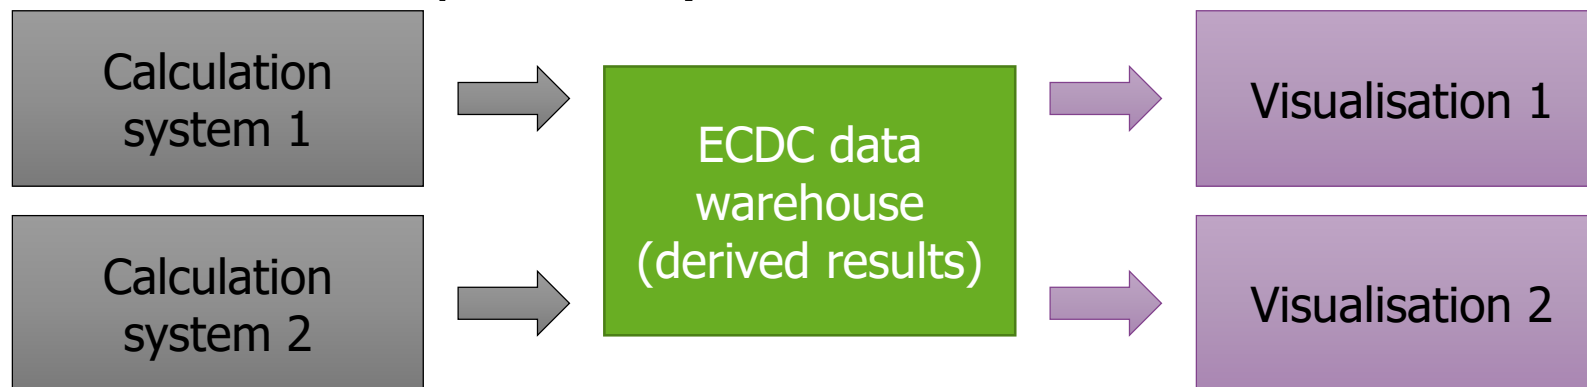 Calculation
system 1
ECDC data
warehouse
(derived results)
Visualisation 1
Calculation
system 2
Visualisation 2